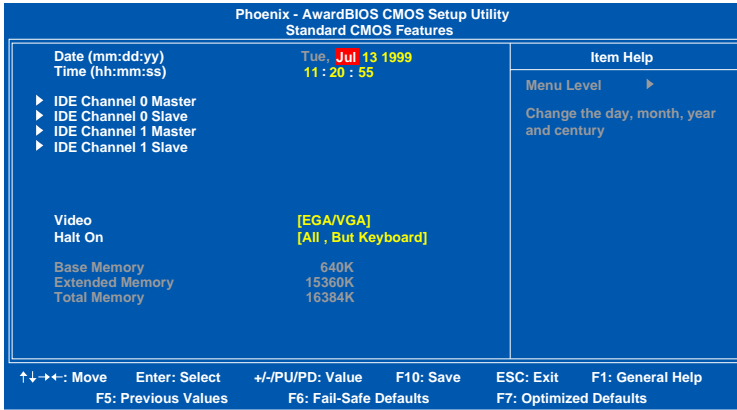 Phoenix - AwardBIOS CMOS Setup Utility
Standard CMOS Features
Date (mm:dd:yy) Tue, Jul 13 1999
Time (hh:mm:ss) 11 : 20 : 55
IDE Channel 0 Master
IDE Channel 0 Slave
IDE Channel 1 Master
IDE Channel 1 Slave
Video [EGA/VGA]
Halt On [All , But Keyboard]
Base Memory 640K
Extended Memory 15360K
Total Memory 16384K
Item Help
Menu Level
Change the day, month, year
and century
↑↓→←: Move Enter: Select +/-/PU/PD: Value F10: Save ESC: Exit F1: General Help
F5: Previous Values F6: Fail-Safe Defaults F7: Optimized Defaults